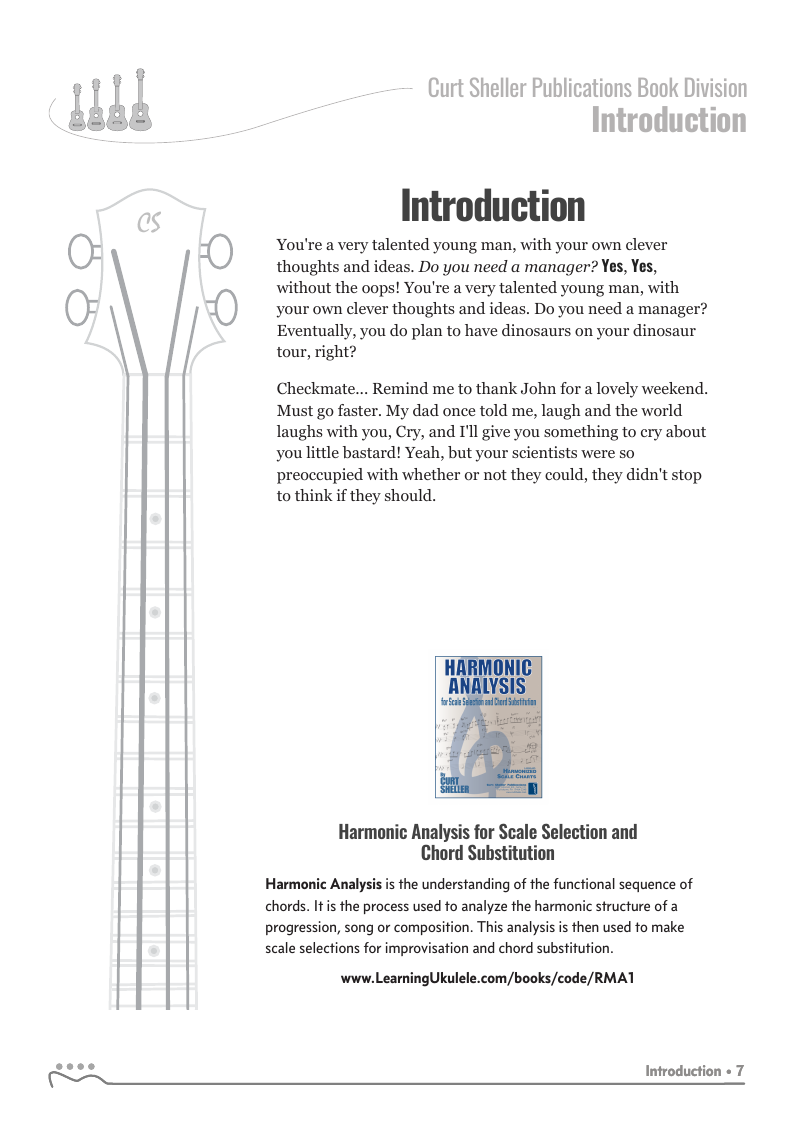 Curt Sheller Publications Book Division
Introduction
CS
Introduction
You're a very talented young man, with your own clever
thoughts and ideas. Do you need a manager? Yes, Yes,
without the oops! You're a very talented young man, with
your own clever thoughts and ideas. Do you need a manager?
Eventually, you do plan to have dinosaurs on your dinosaur
tour, right?
Checkmate... Remind me to thank John for a lovely weekend.
Must go faster. My dad once told me, laugh and the world
laughs with you, Cry, and I'll give you something to cry about
you little bastard! Yeah, but your scientists were so
preoccupied with whether or not they could, they didn't stop
to think if they should.
HARMONIC
ANALYSIS
for Scale Selection and Chord Substitution
HARMONIZED
SCALE CHARTS
By
CURT
SHELLER
Harmonic Analysis for Scale Selection and
Chord Substitution
Harmonic Analysis is the understanding of the functional sequence of
chords. It is the process used to analyze the harmonic structure of a
progression, song or composition. This analysis is then used to make
scale selections for improvisation and chord substitution.
www.LearningUkulele.com/books/code/RMA1
Introduction • 7